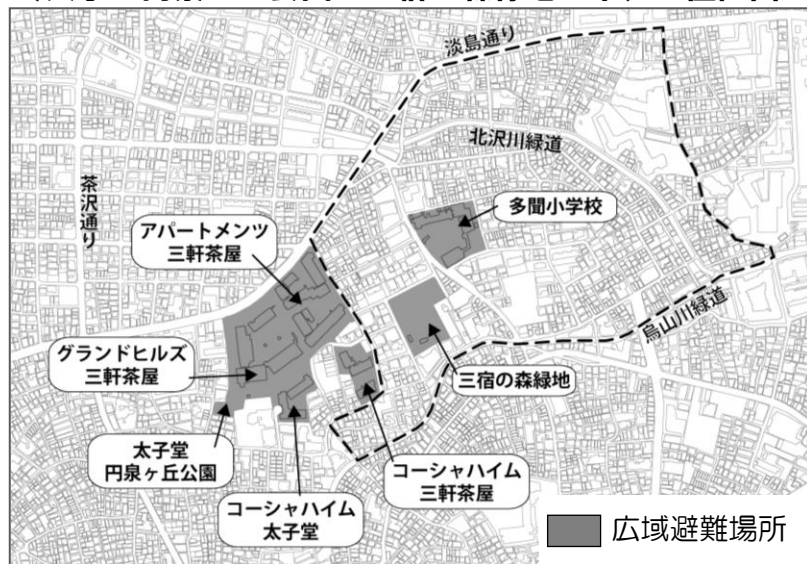 淡島通り
北沢川緑道
茶沢通り
多聞小学校
アパートメンツ
三軒茶屋
烏山川緑道
グランドヒルズ
三軒茶屋
三宿の森緑地
太子堂
円泉ヶ丘公園
コーシャハイム
三軒茶屋
コーシャハイム
太子堂
広域避難場所